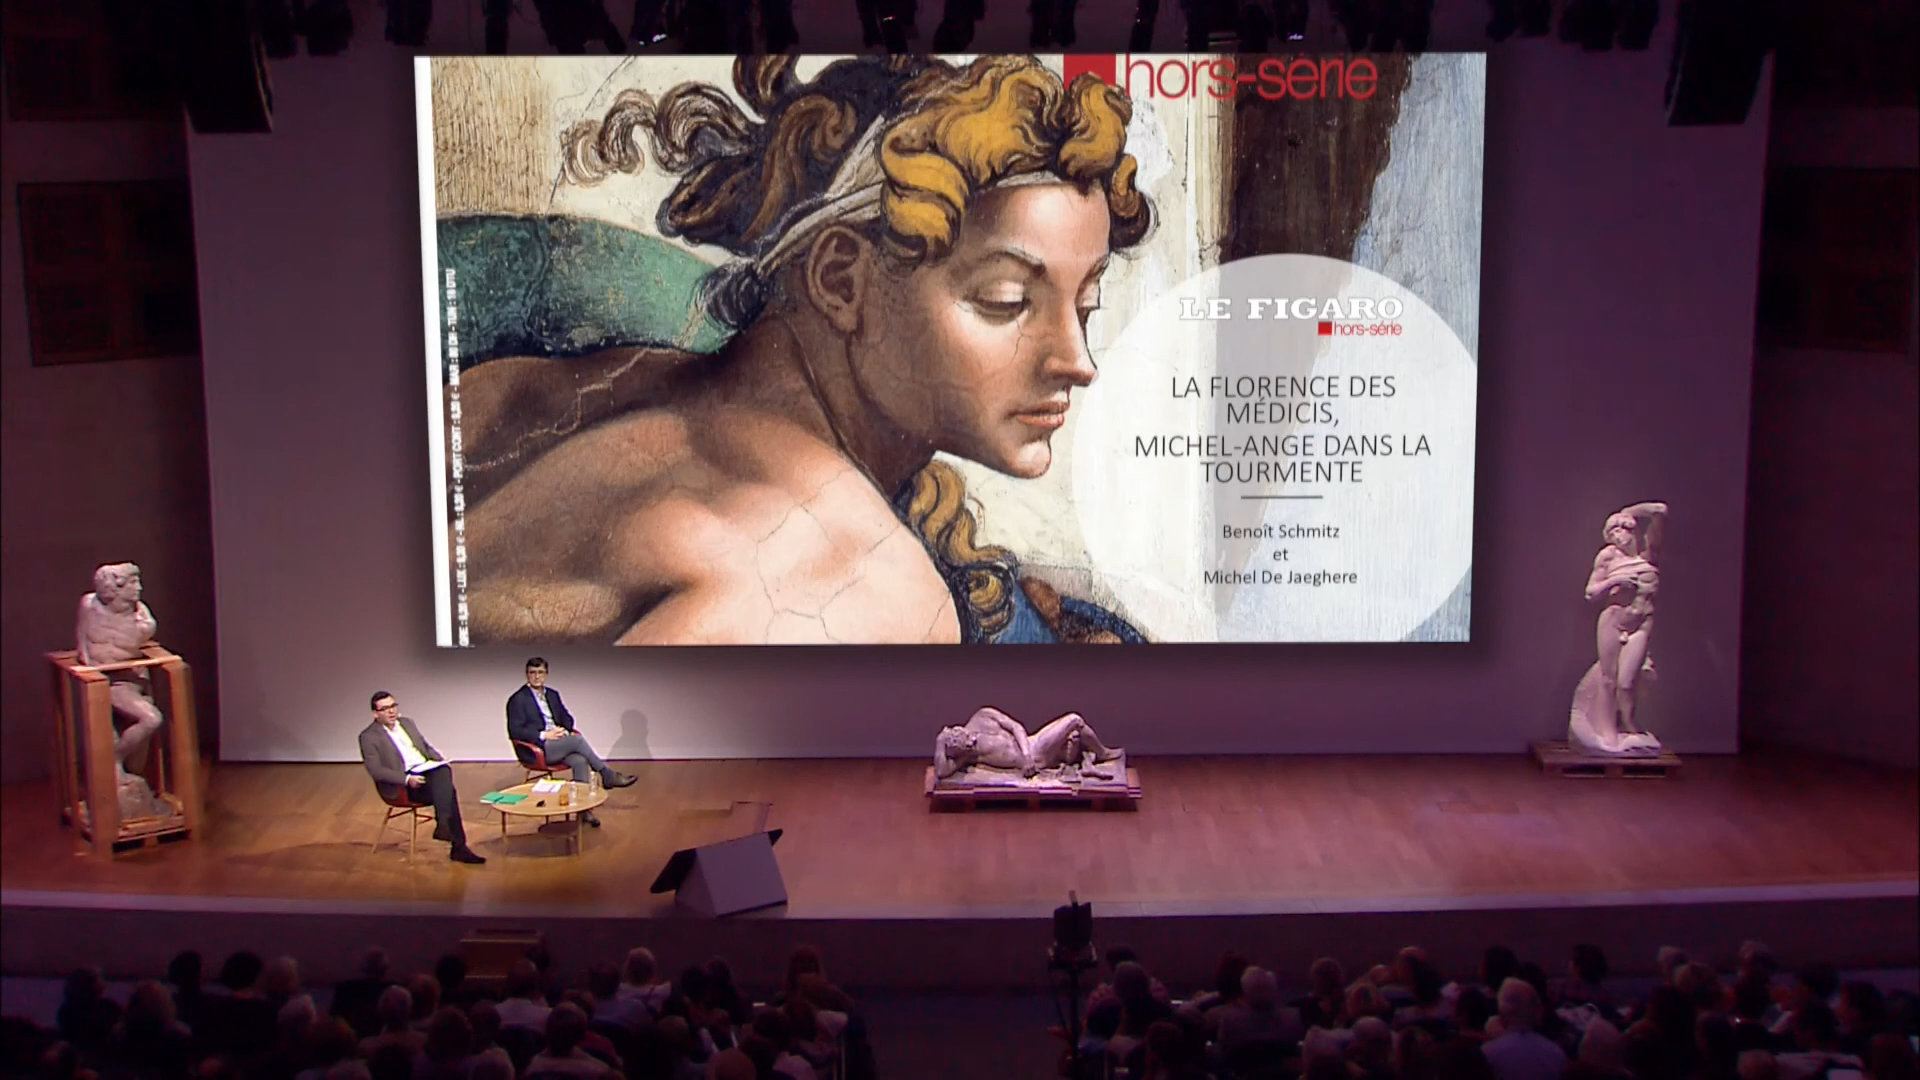 hors-série
LE FIGARO
hors-série
LA FLORENCE DES
MÉDICIS,
MICHEL-ANGE DANS LA
TOURMENTE
Benoît Schmitz
et
Michel De Jaeghere